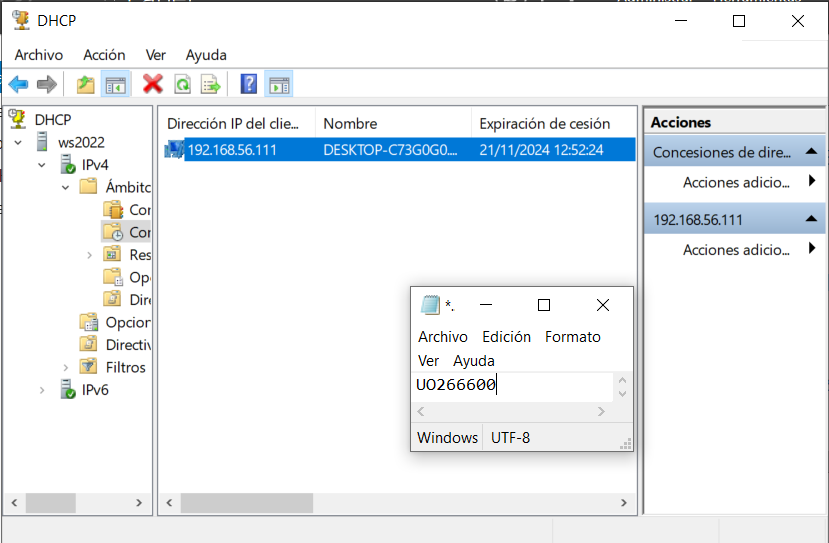 DHCP
Archivo Acción Ver Ayuda
DHCP
ws2022
IPv4
Ámbito
Cor
Cor
Res
Op
Dire
Opcion
Directiv
Filtros
IPv6
Dirección IP del clie... Nombre Expiración de cesión
192.168.56.111 DESKTOP-C73G0G0.... 21/11/2024 12:52:24
Acciones
Concesiones de dire...
Acciones adicio...
192.168.56.111
Acciones adicio...
*.
Archivo Edición Formato
Ver Ayuda
UO266600
Windows UTF-8